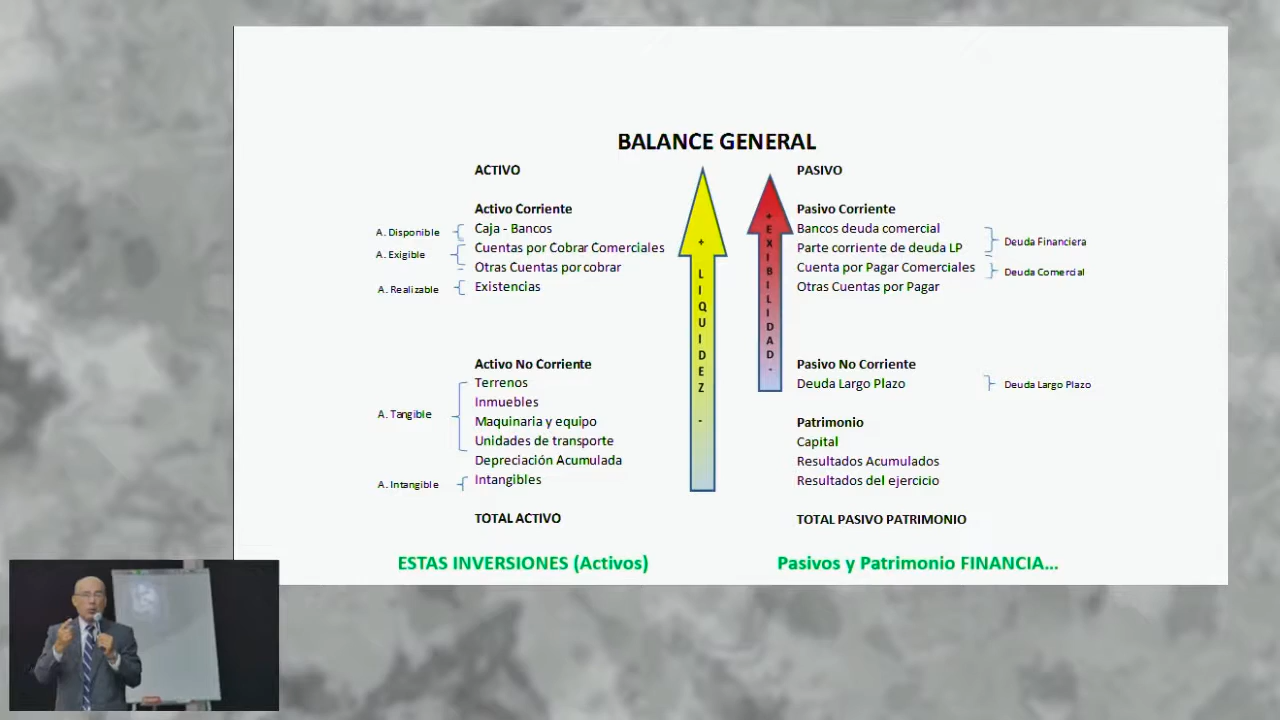 BALANCE GENERAL
ACTIVO
Activo Corriente
A. Disponible
Caja - Bancos
A. Exigible
Cuentas por Cobrar Comerciales
Otras Cuentas por cobrar
A. Realizable
Existencias
Activo No Corriente
Terrenos
Inmuebles
A. Tangible
Maquinaria y equipo
Unidades de transporte
Depreciación Acumulada
A. Intangible
Intangibles
TOTAL ACTIVO
ESTAS INVERSIONES (Activos)
+ LIQUIDEZ -
+ EXIBILIDAD -
PASIVO
Pasivo Corriente
Bancos deuda comercial
Parte corriente de deuda LP
Deuda Financiera
Cuenta por Pagar Comerciales
Deuda Comercial
Otras Cuentas por Pagar
Pasivo No Corriente
Deuda Largo Plazo
Deuda Largo Plazo
Patrimonio
Capital
Resultados Acumulados
Resultados del ejercicio
TOTAL PASIVO PATRIMONIO
Pasivos y Patrimonio FINANCIA...